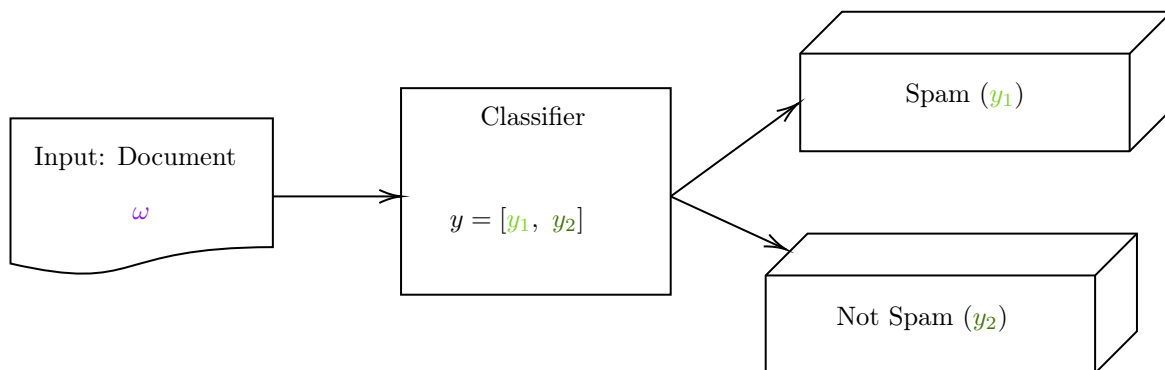 Input: Document
ω
Classifier
y = [y₁, y₂]
Spam (y₁)
Not Spam (y₂)